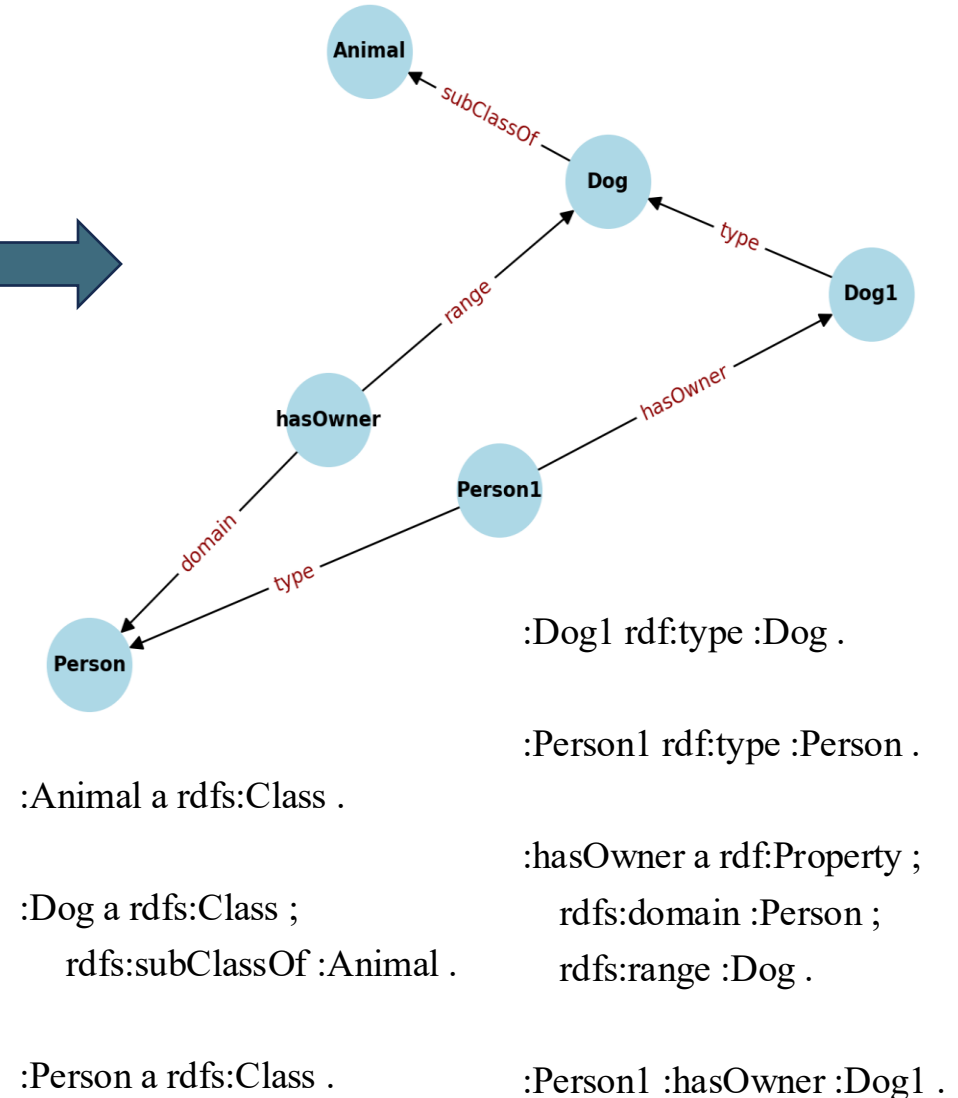 Animal
subClassOf
Dog
type
Dog1
range
hasOwner
hasOwner
Person1
domain
type
Person
:Animal a rdfs:Class .
:Dog a rdfs:Class ;
rdfs:subClassOf :Animal .
:Person a rdfs:Class .
:Dog1 rdf:type :Dog .
:Person1 rdf:type :Person .
:hasOwner a rdf:Property ;
rdfs:domain :Person ;
rdfs:range :Dog .
:Person1 :hasOwner :Dog1 .